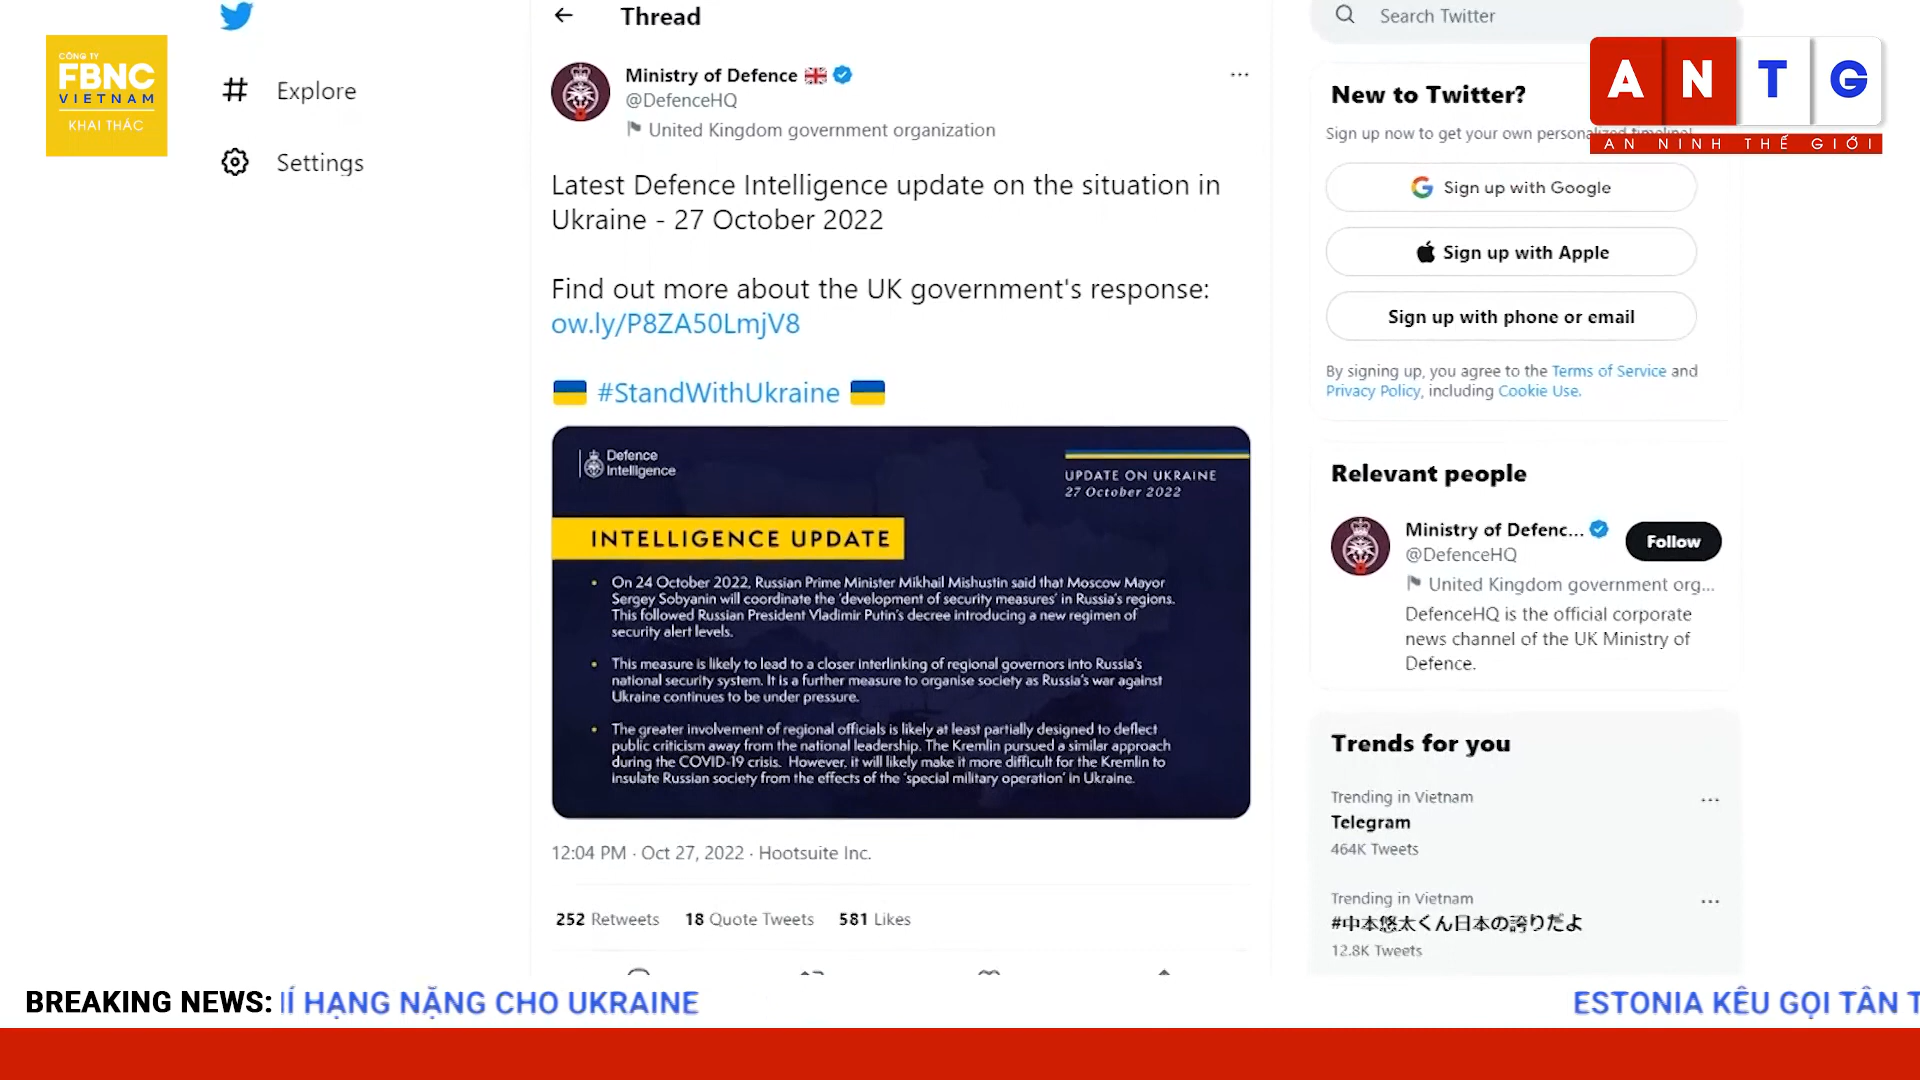 CÔNG TY
FBNC
VIETNAM
KHAI THÁC
Explore
Settings
Thread
Ministry of Defence
@DefenceHQ
United Kingdom government organization
Latest Defence Intelligence update on the situation in
Ukraine - 27 October 2022
Find out more about the UK government's response:
ow.ly/P8ZA50LmjV8
#StandWithUkraine
Defence
Intelligence
UPDATE ON UKRAINE
27 October 2022
INTELLIGENCE UPDATE
• On 24 October 2022, Russian Prime Minister Mikhail Mishustin said that Moscow Mayor
Sergey Sobyanin will coordinate the ‘development of security measures’ in Russia’s regions.
This followed Russian President Vladimir Putin’s decree introducing a new regimen of
security alert levels.
• This measure is likely to lead to a closer interlinking of regional governors into Russia’s
national security system. It is a further measure to organise society as Russia’s war against
Ukraine continues to be under pressure.
• The greater involvement of regional officials is likely at least partially designed to deflect
public criticism away from the national leadership. The Kremlin pursued a similar approach
during the COVID-19 crisis. However, it will likely make it more difficult for the Kremlin to
insulate Russian society from the effects of the ‘special military operation’ in Ukraine.
12:04 PM · Oct 27, 2022 · Hootsuite Inc.
252 Retweets 18 Quote Tweets 581 Likes
Search Twitter
ANTG
AN NINH THẾ GIỚI
New to Twitter?
Sign up now to get your own personalized timeline!
Sign up with Google
Sign up with Apple
Sign up with phone or email
By signing up, you agree to the Terms of Service and
Privacy Policy, including Cookie Use.
Relevant people
Ministry of Defenc...
@DefenceHQ
Follow
United Kingdom government org...
DefenceHQ is the official corporate
news channel of the UK Ministry of
Defence.
Trends for you
Trending in Vietnam
Telegram
464K Tweets
Trending in Vietnam
#中本悠太くん日本の誇りだよ
12.8K Tweets
BREAKING NEWS: HẠNG NẶNG CHO UKRAINE
ESTONIA KÊU GỌI TÂN